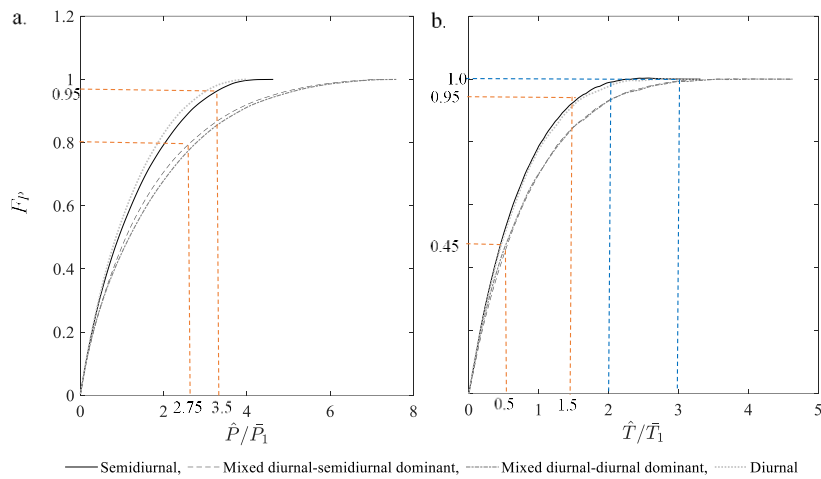 a.
b.
1.2
1
0.95
0.8
0.6
0.4
0.2
0
F_P
0 2 2.75 3.5 4 6 8
P̂/P̄₁
1.0
0.95
0.45
0 0.5 1 1.5 2 3 4 5
T̂/T̄₁
Semidiurnal, Mixed diurnal-semidiurnal dominant, Mixed diurnal-diurnal dominant, Diurnal